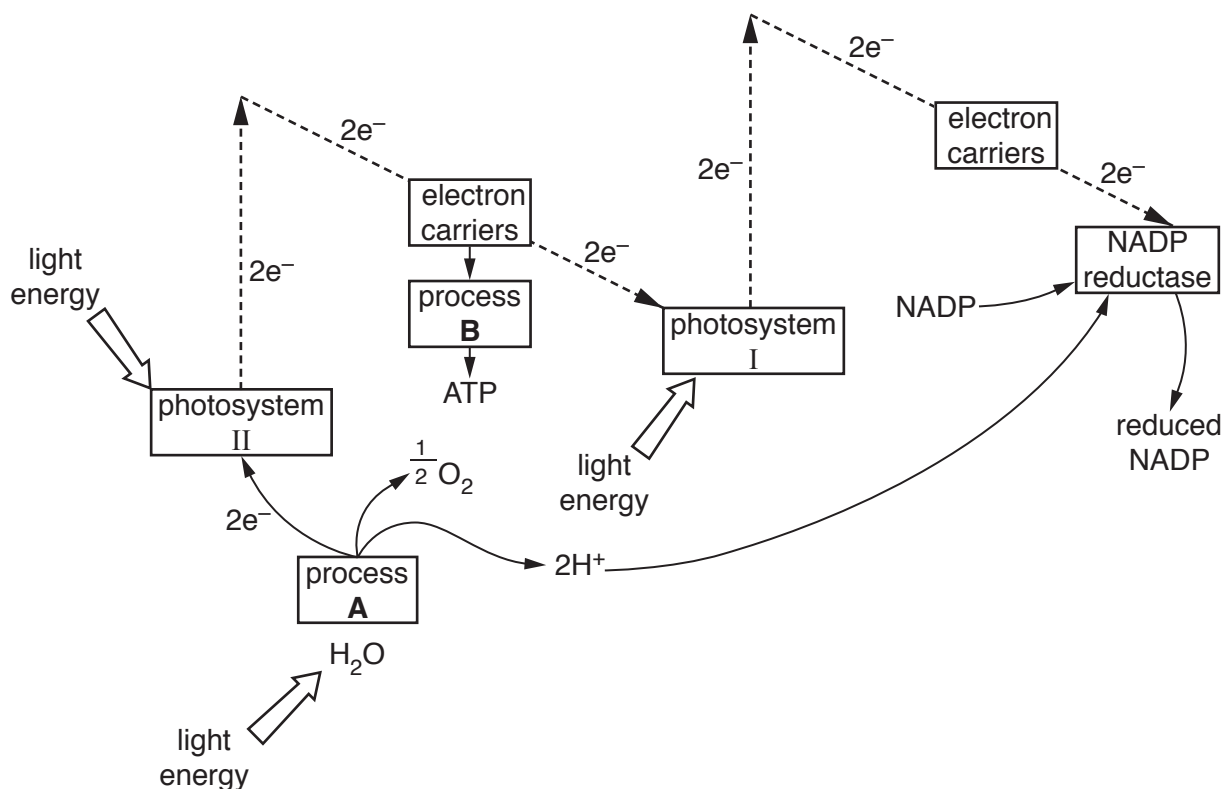 2e–
2e–
electron
carriers
2e–
electron
carriers
2e–
2e–
NADP
reductase
light
energy
2e–
process
B
2e–
photosystem
I
NADP
ATP
photosystem
II
reduced
NADP
light
energy
1/2 O2
2e–
process
A
2H+
H2O
light
energy